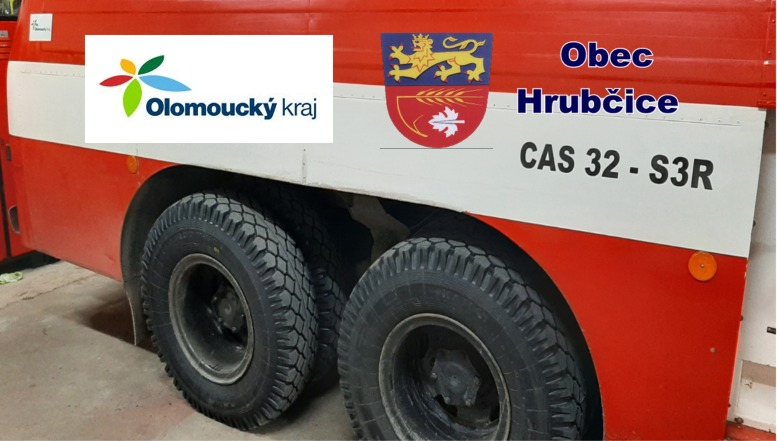 Olomoucký kraj
Obec
Hrubčice
CAS 32 - S3R